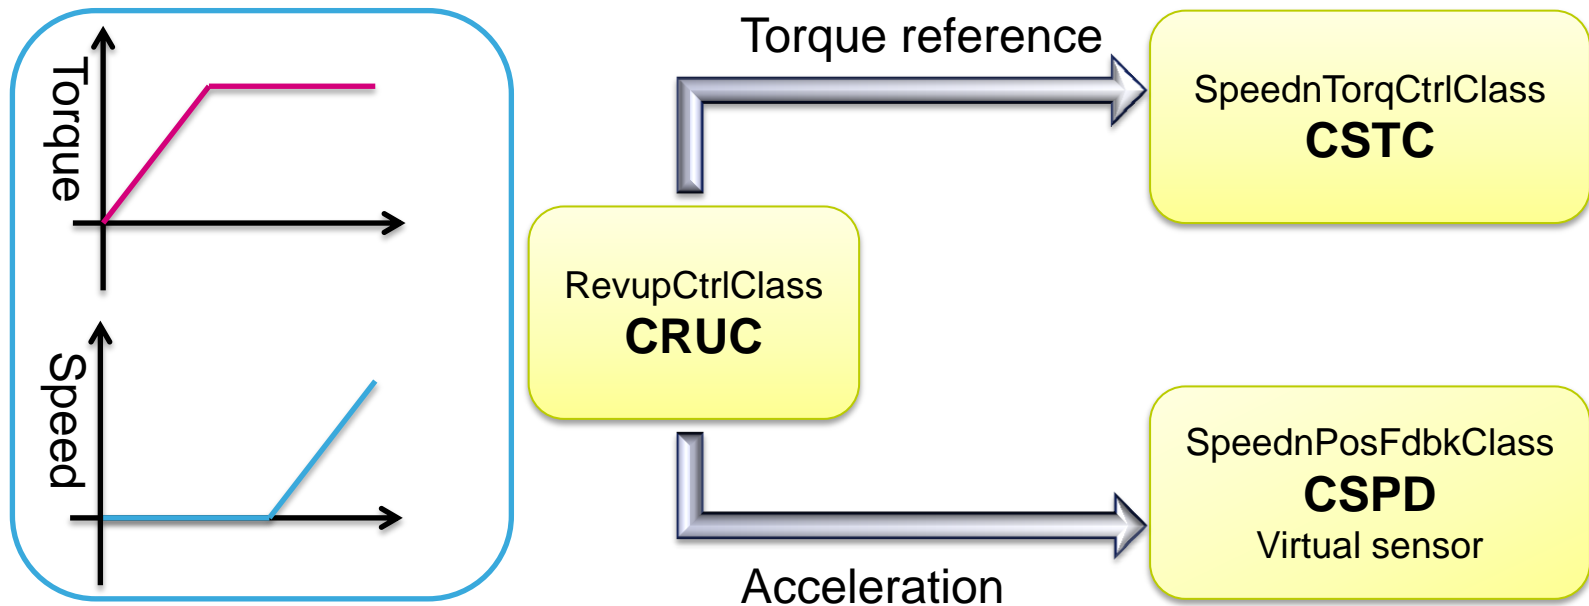 Torque
Speed
Torque reference
RevupCtrlClass
CRUC
Acceleration
SpeednTorqCtrlClass
CSTC
SpeednPosFdbkClass
CSPD
Virtual sensor